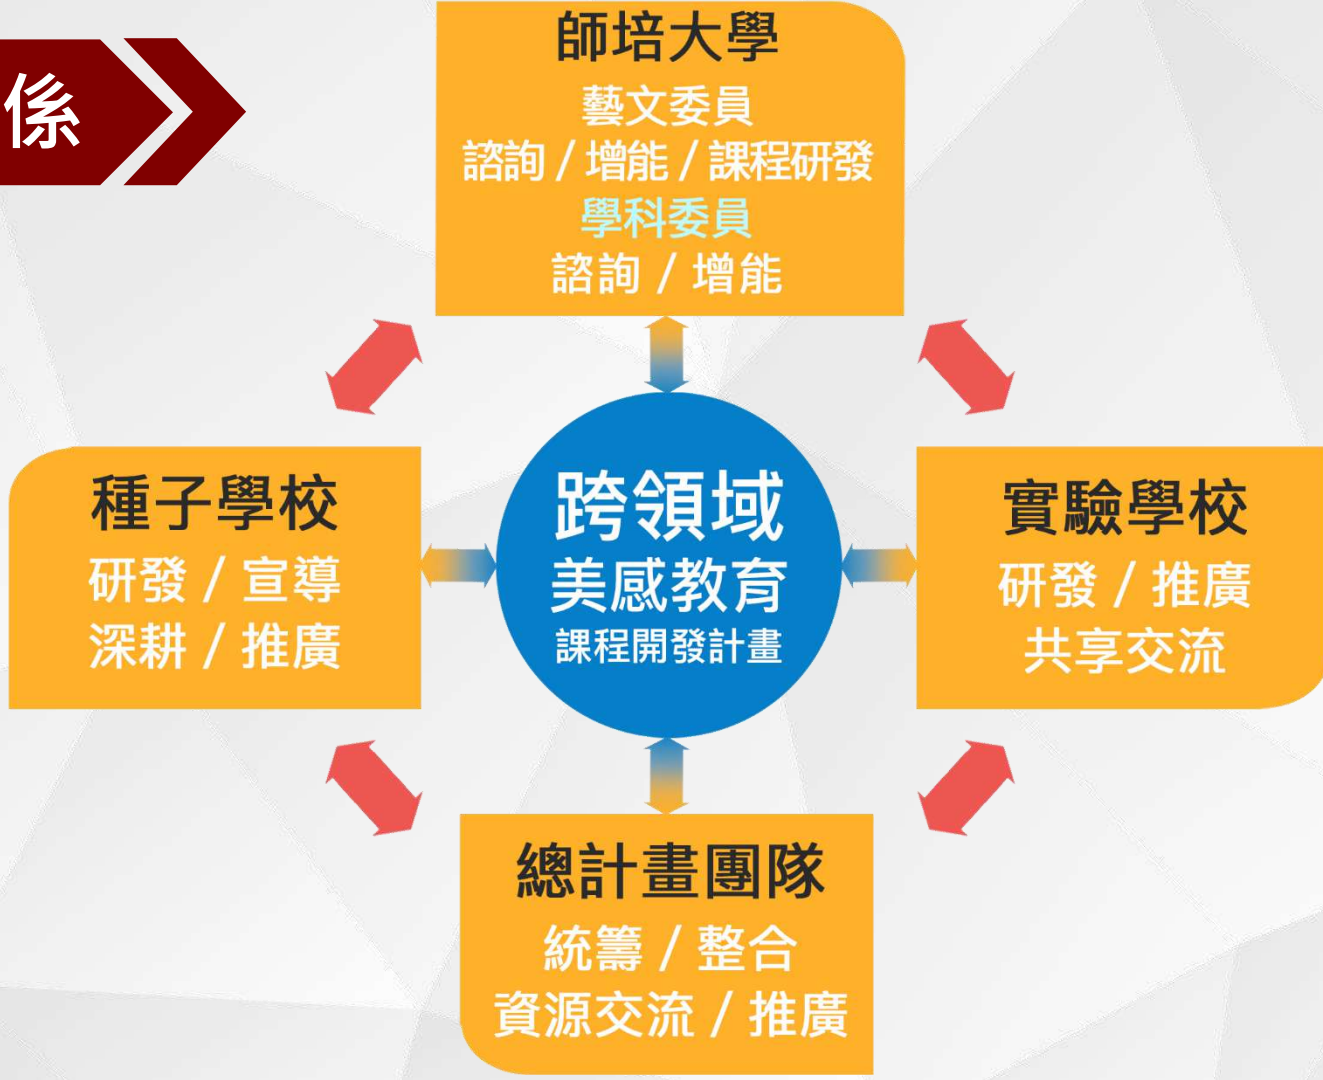 係
師培大學
藝文委員
諮詢 / 增能 / 課程研發
學科委員
諮詢 / 增能
種子學校
研發 / 宣導
深耕 / 推廣
跨領域
美感教育
課程開發計畫
實驗學校
研發 / 推廣
共享交流
總計畫團隊
統籌 / 整合
資源交流 / 推廣